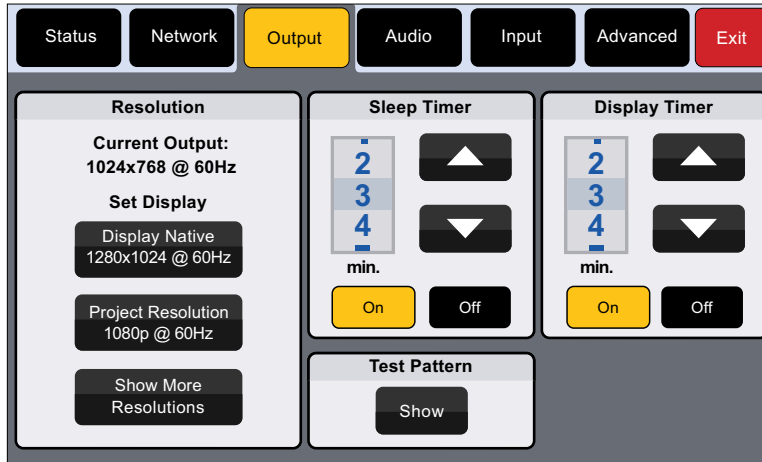 Status
Network
Output
Audio
Input
Advanced
Exit
Resolution
Current Output:
1024x768 @ 60Hz
Set Display
Display Native
1280x1024 @ 60Hz
Project Resolution
1080p @ 60Hz
Show More
Resolutions
Sleep Timer
2
3
4
min.
On
Off
Test Pattern
Show
Display Timer
2
3
4
min.
On
Off